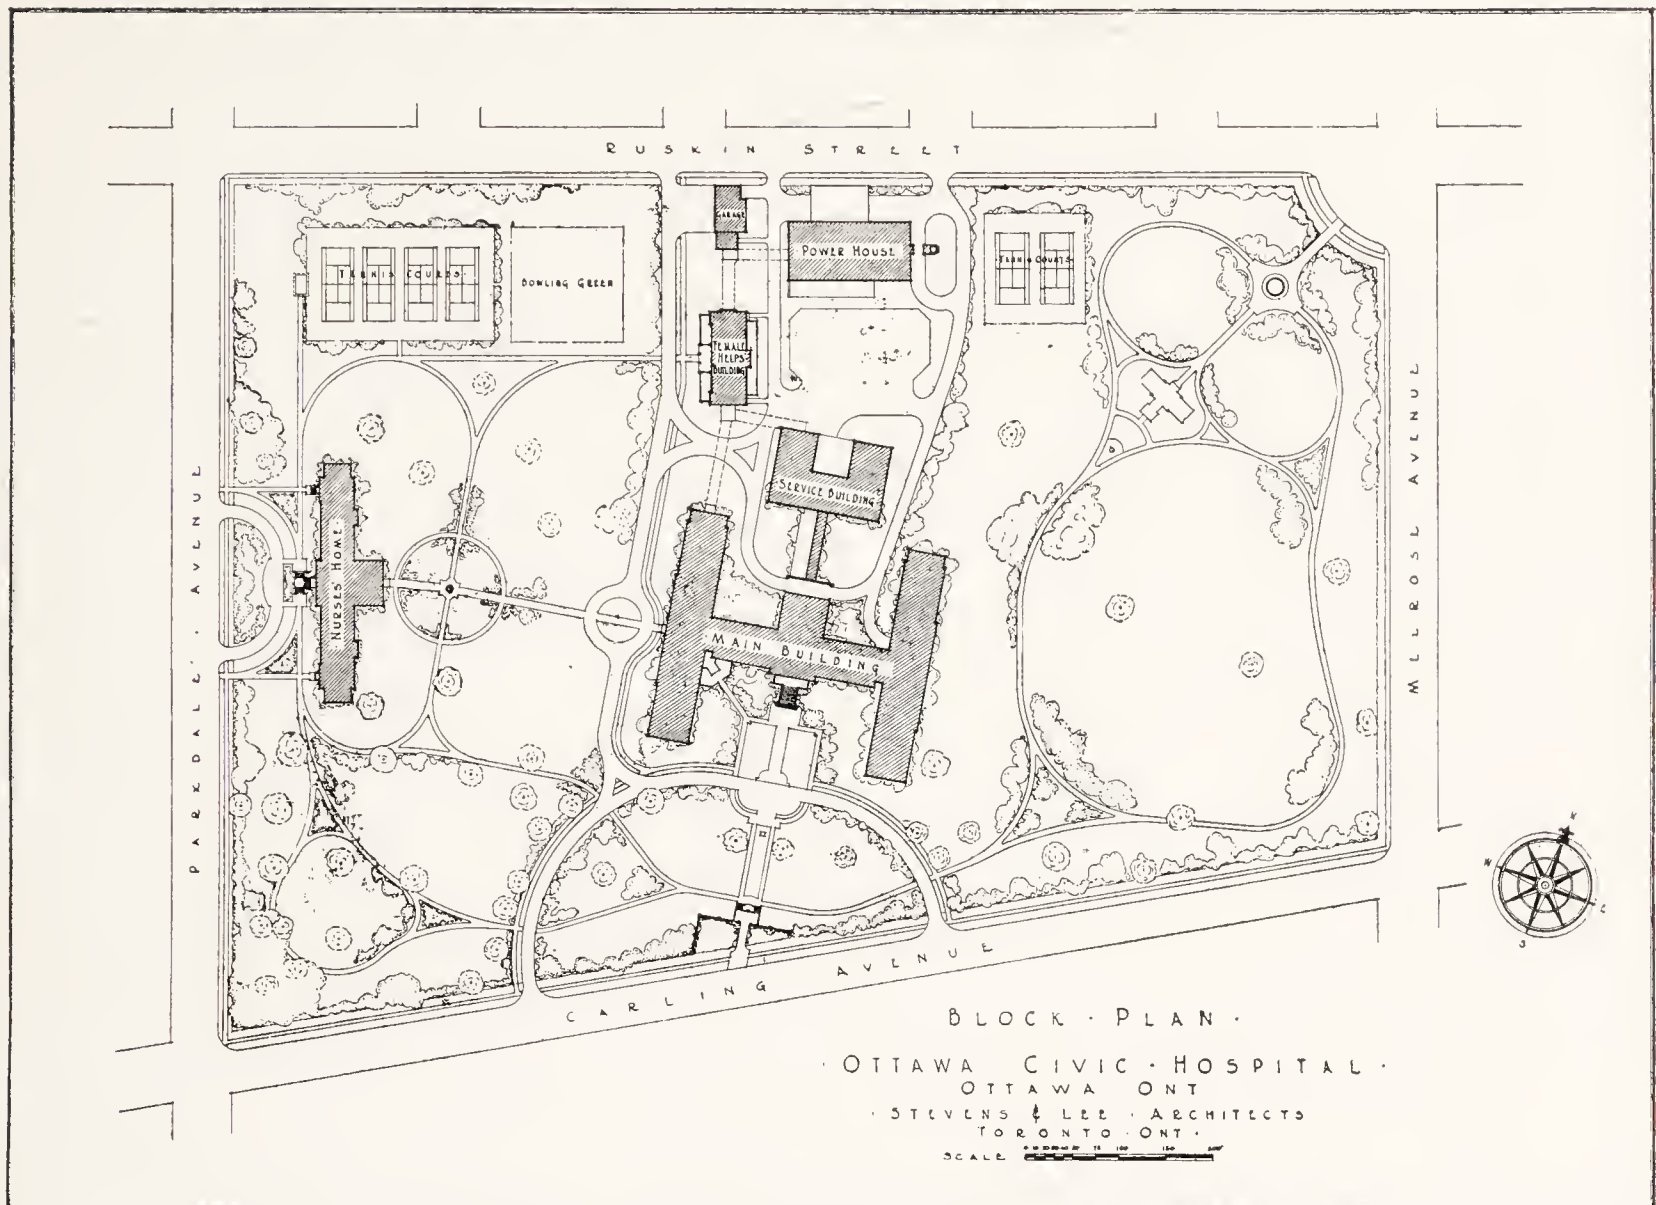 RUSKIN STREET
GARAGE
POWER HOUSE
TENNIS COURTS
BOWLING GREEN
TENNIS COURTS
FEMALE
HELPS
BUILDING
SERVICE BUILDING
NURSES HOME
MAIN BUILDING
PARKDALE · AVENUE
MELROSE AVENUE
CARLING AVENUE
N
W
E
S
BLOCK · PLAN ·
· OTTAWA CIVIC · HOSPITAL ·
OTTAWA ONT
· STEVENS & LEE · ARCHITECTS
TORONTO · ONT ·
SCALE